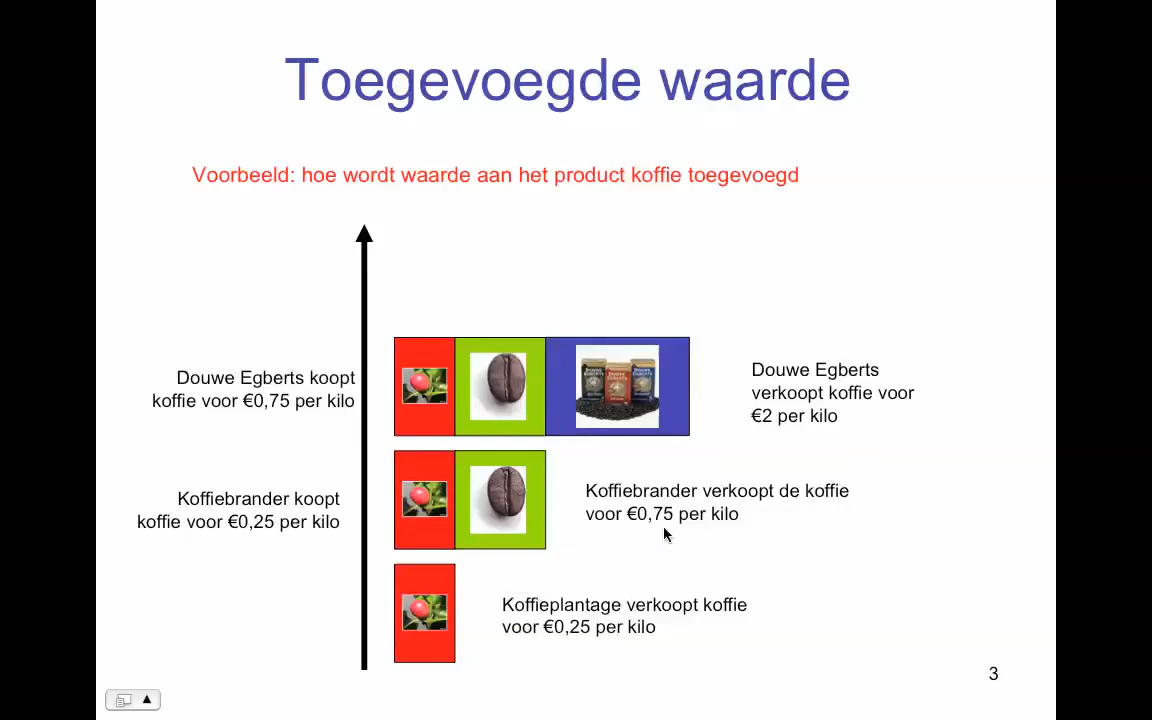 Toegevoegde waarde
Voorbeeld: hoe wordt waarde aan het product koffie toegevoegd
Douwe Egberts koopt
koffie voor €0,75 per kilo
DOUWE
EGBERTS
Douwe Egberts
verkoopt koffie voor
€2 per kilo
Koffiebrander koopt
koffie voor €0,25 per kilo
Koffiebrander verkoopt de koffie
voor €0,75 per kilo
Koffieplantage verkoopt koffie
voor €0,25 per kilo
3